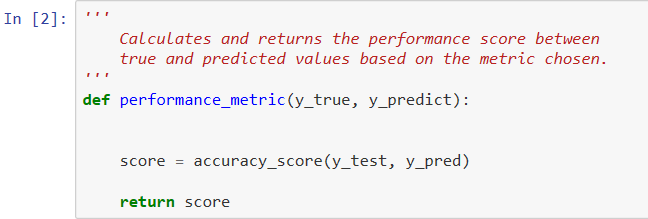 In [2]: '''
Calculates and returns the performance score between
true and predicted values based on the metric chosen.
'''
def performance_metric(y_true, y_predict):
score = accuracy_score(y_test, y_pred)
return score